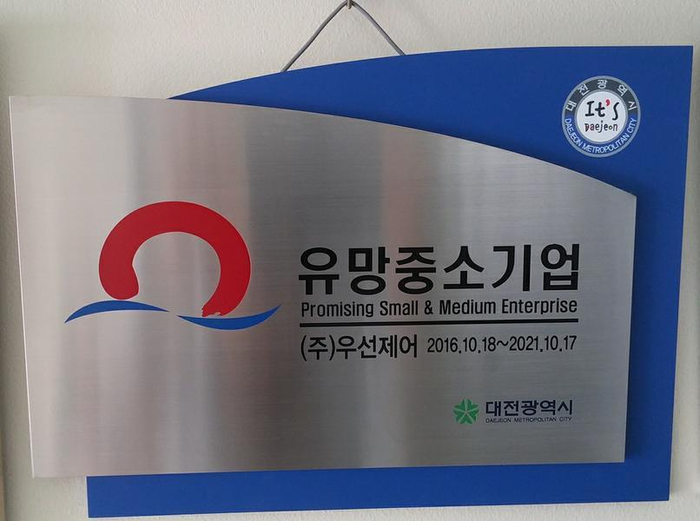 대전광역시
It's
Daejeon
DAEJEON METROPOLITAN CITY
유망중소기업
Promising Small & Medium Enterprise
(주)우선제어 2016.10.18~2021.10.17
대전광역시
DAEJEON METROPOLITAN CITY